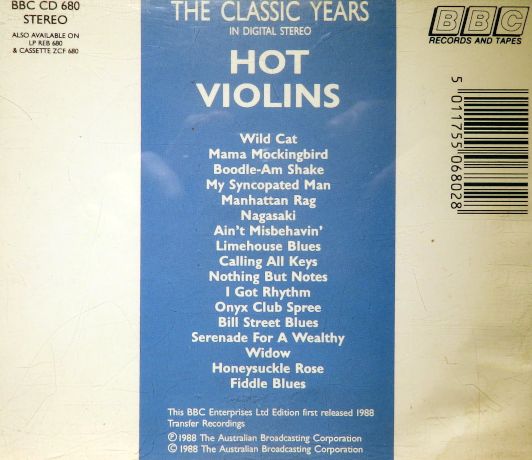 BBC CD 680
STEREO
ALSO AVAILABLE ON
LP REB 680
& CASSETTE ZCF 680
THE CLASSIC YEARS
IN DIGITAL STEREO
HOT
VIOLINS
BBC
RECORDS AND TAPES
5 011755 068028
Wild Cat
Mama Mockingbird
Boodle-Am Shake
My Syncopated Man
Manhattan Rag
Nagasaki
Ain't Misbehavin'
Limehouse Blues
Calling All Keys
Nothing But Notes
I Got Rhythm
Onyx Club Spree
Bill Street Blues
Serenade For A Wealthy
Widow
Honeysuckle Rose
Fiddle Blues
This BBC Enterprises Ltd Edition first released 1988
Transfer Recordings
℗ 1988 The Australian Broadcasting Corporation
© 1988 The Australian Broadcasting Corporation